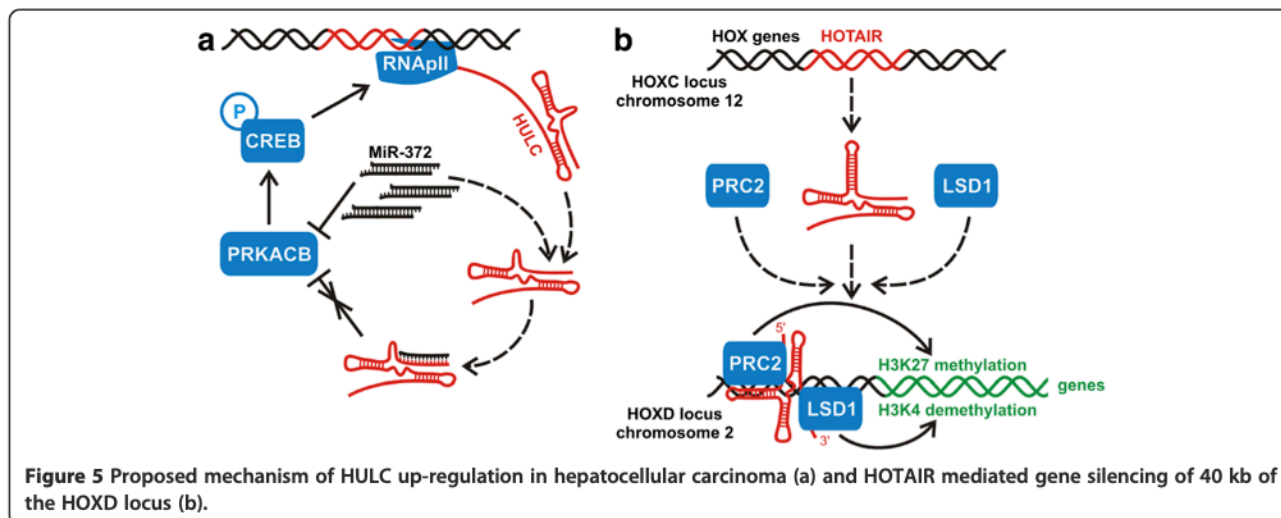 a
RNApII
HULC
P
CREB
MiR-372
PRKACB
b
HOX genes
HOTAIR
HOXC locus
chromosome 12
PRC2
LSD1
5'
PRC2
H3K27 methylation
genes
LSD1
H3K4 demethylation
HOXD locus
chromosome 2
3'
Figure 5 Proposed mechanism of HULC up-regulation in hepatocellular carcinoma (a) and HOTAIR mediated gene silencing of 40 kb of
the HOXD locus (b).